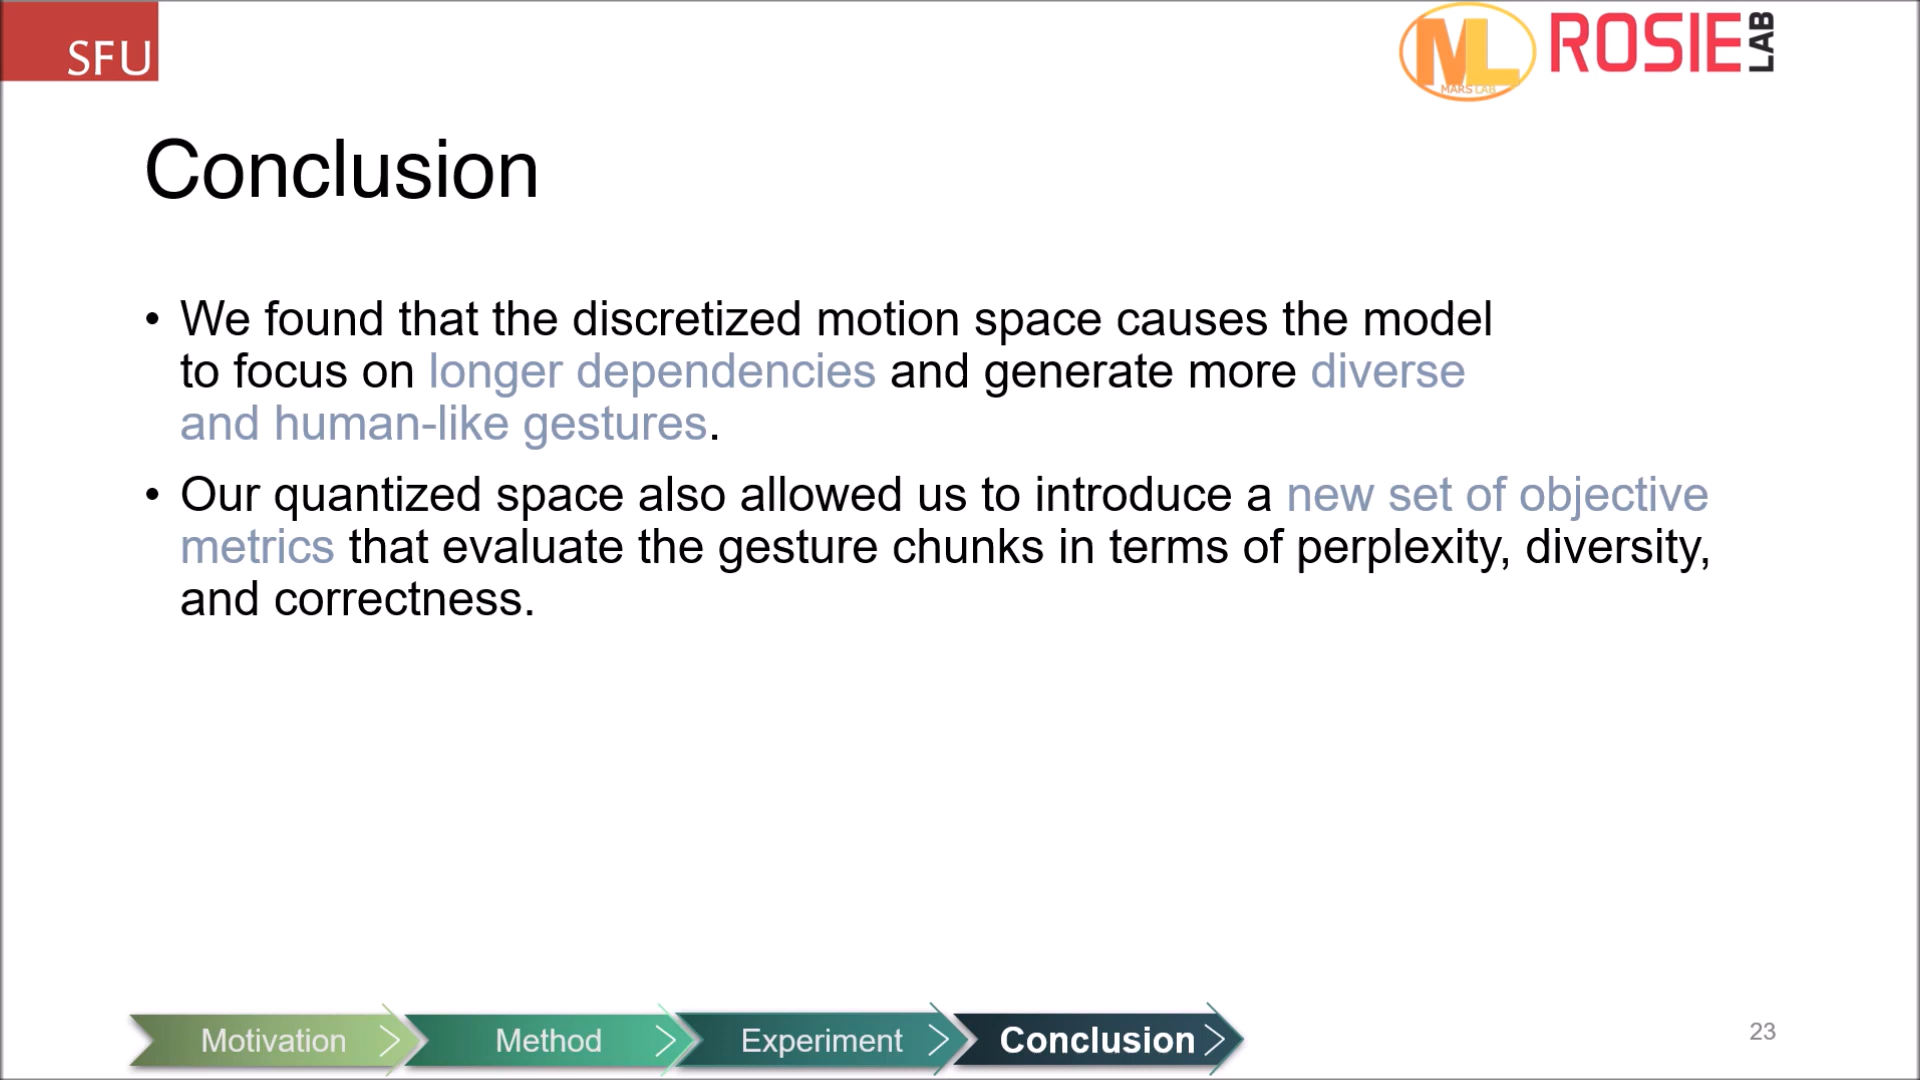 SFU
ML
MARS LAB
ROSIE LAB
Conclusion
• We found that the discretized motion space causes the model
to focus on longer dependencies and generate more diverse
and human-like gestures.
• Our quantized space also allowed us to introduce a new set of objective
metrics that evaluate the gesture chunks in terms of perplexity, diversity,
and correctness.
Motivation
Method
Experiment
Conclusion
23